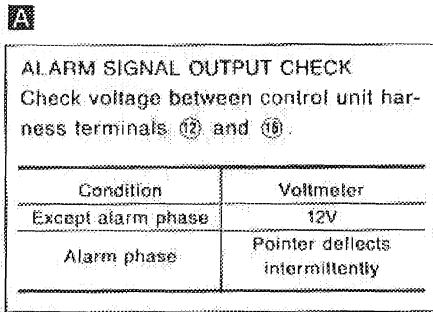 A
ALARM SIGNAL OUTPUT CHECK
Check voltage between control unit har-
ness terminals ⑫ and ⑯.
Condition Voltmeter
Except alarm phase 12V
Alarm phase Pointer deflects
intermittently